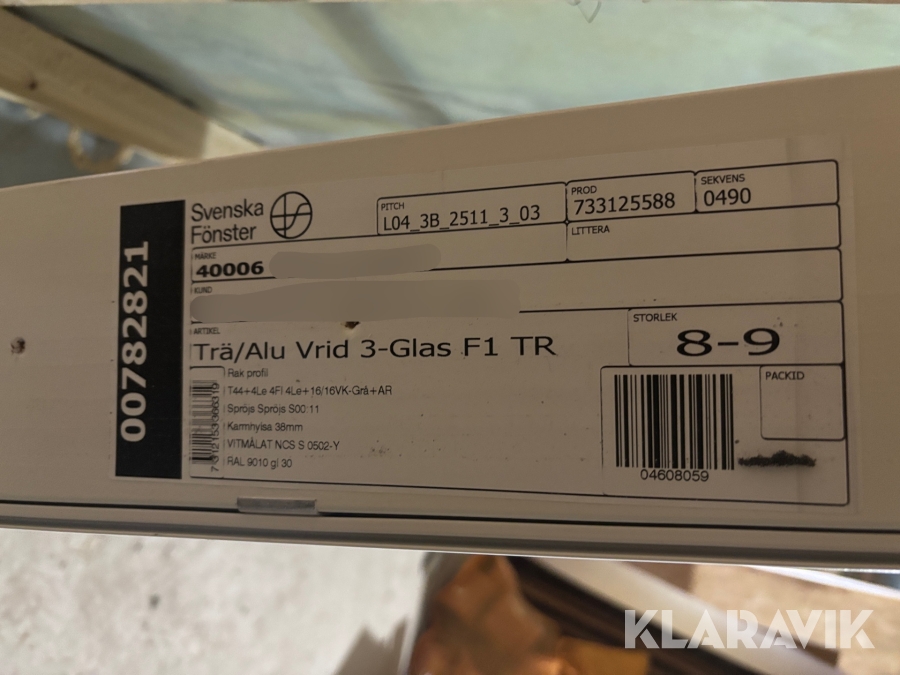 00782821
Svenska
Fönster
PITCH
L04_3B_2511_3_03
PROD
733125588
SEKVENS
0490
MÄRKE
40006
LITTERA
KUND
ARTIKEL
Trä/Alu Vrid 3-Glas F1 TR
STORLEK
8-9
Rak profil
T44+4Le 4Fl 4Le+16/16VK-Grå+AR
Spröjs Spröjs S00:11
Karmhylsa 38mm
VITMÅLAT NCS S 0502-Y
RAL 9010 gl 30
PACKID
04608059
KLARAVIK